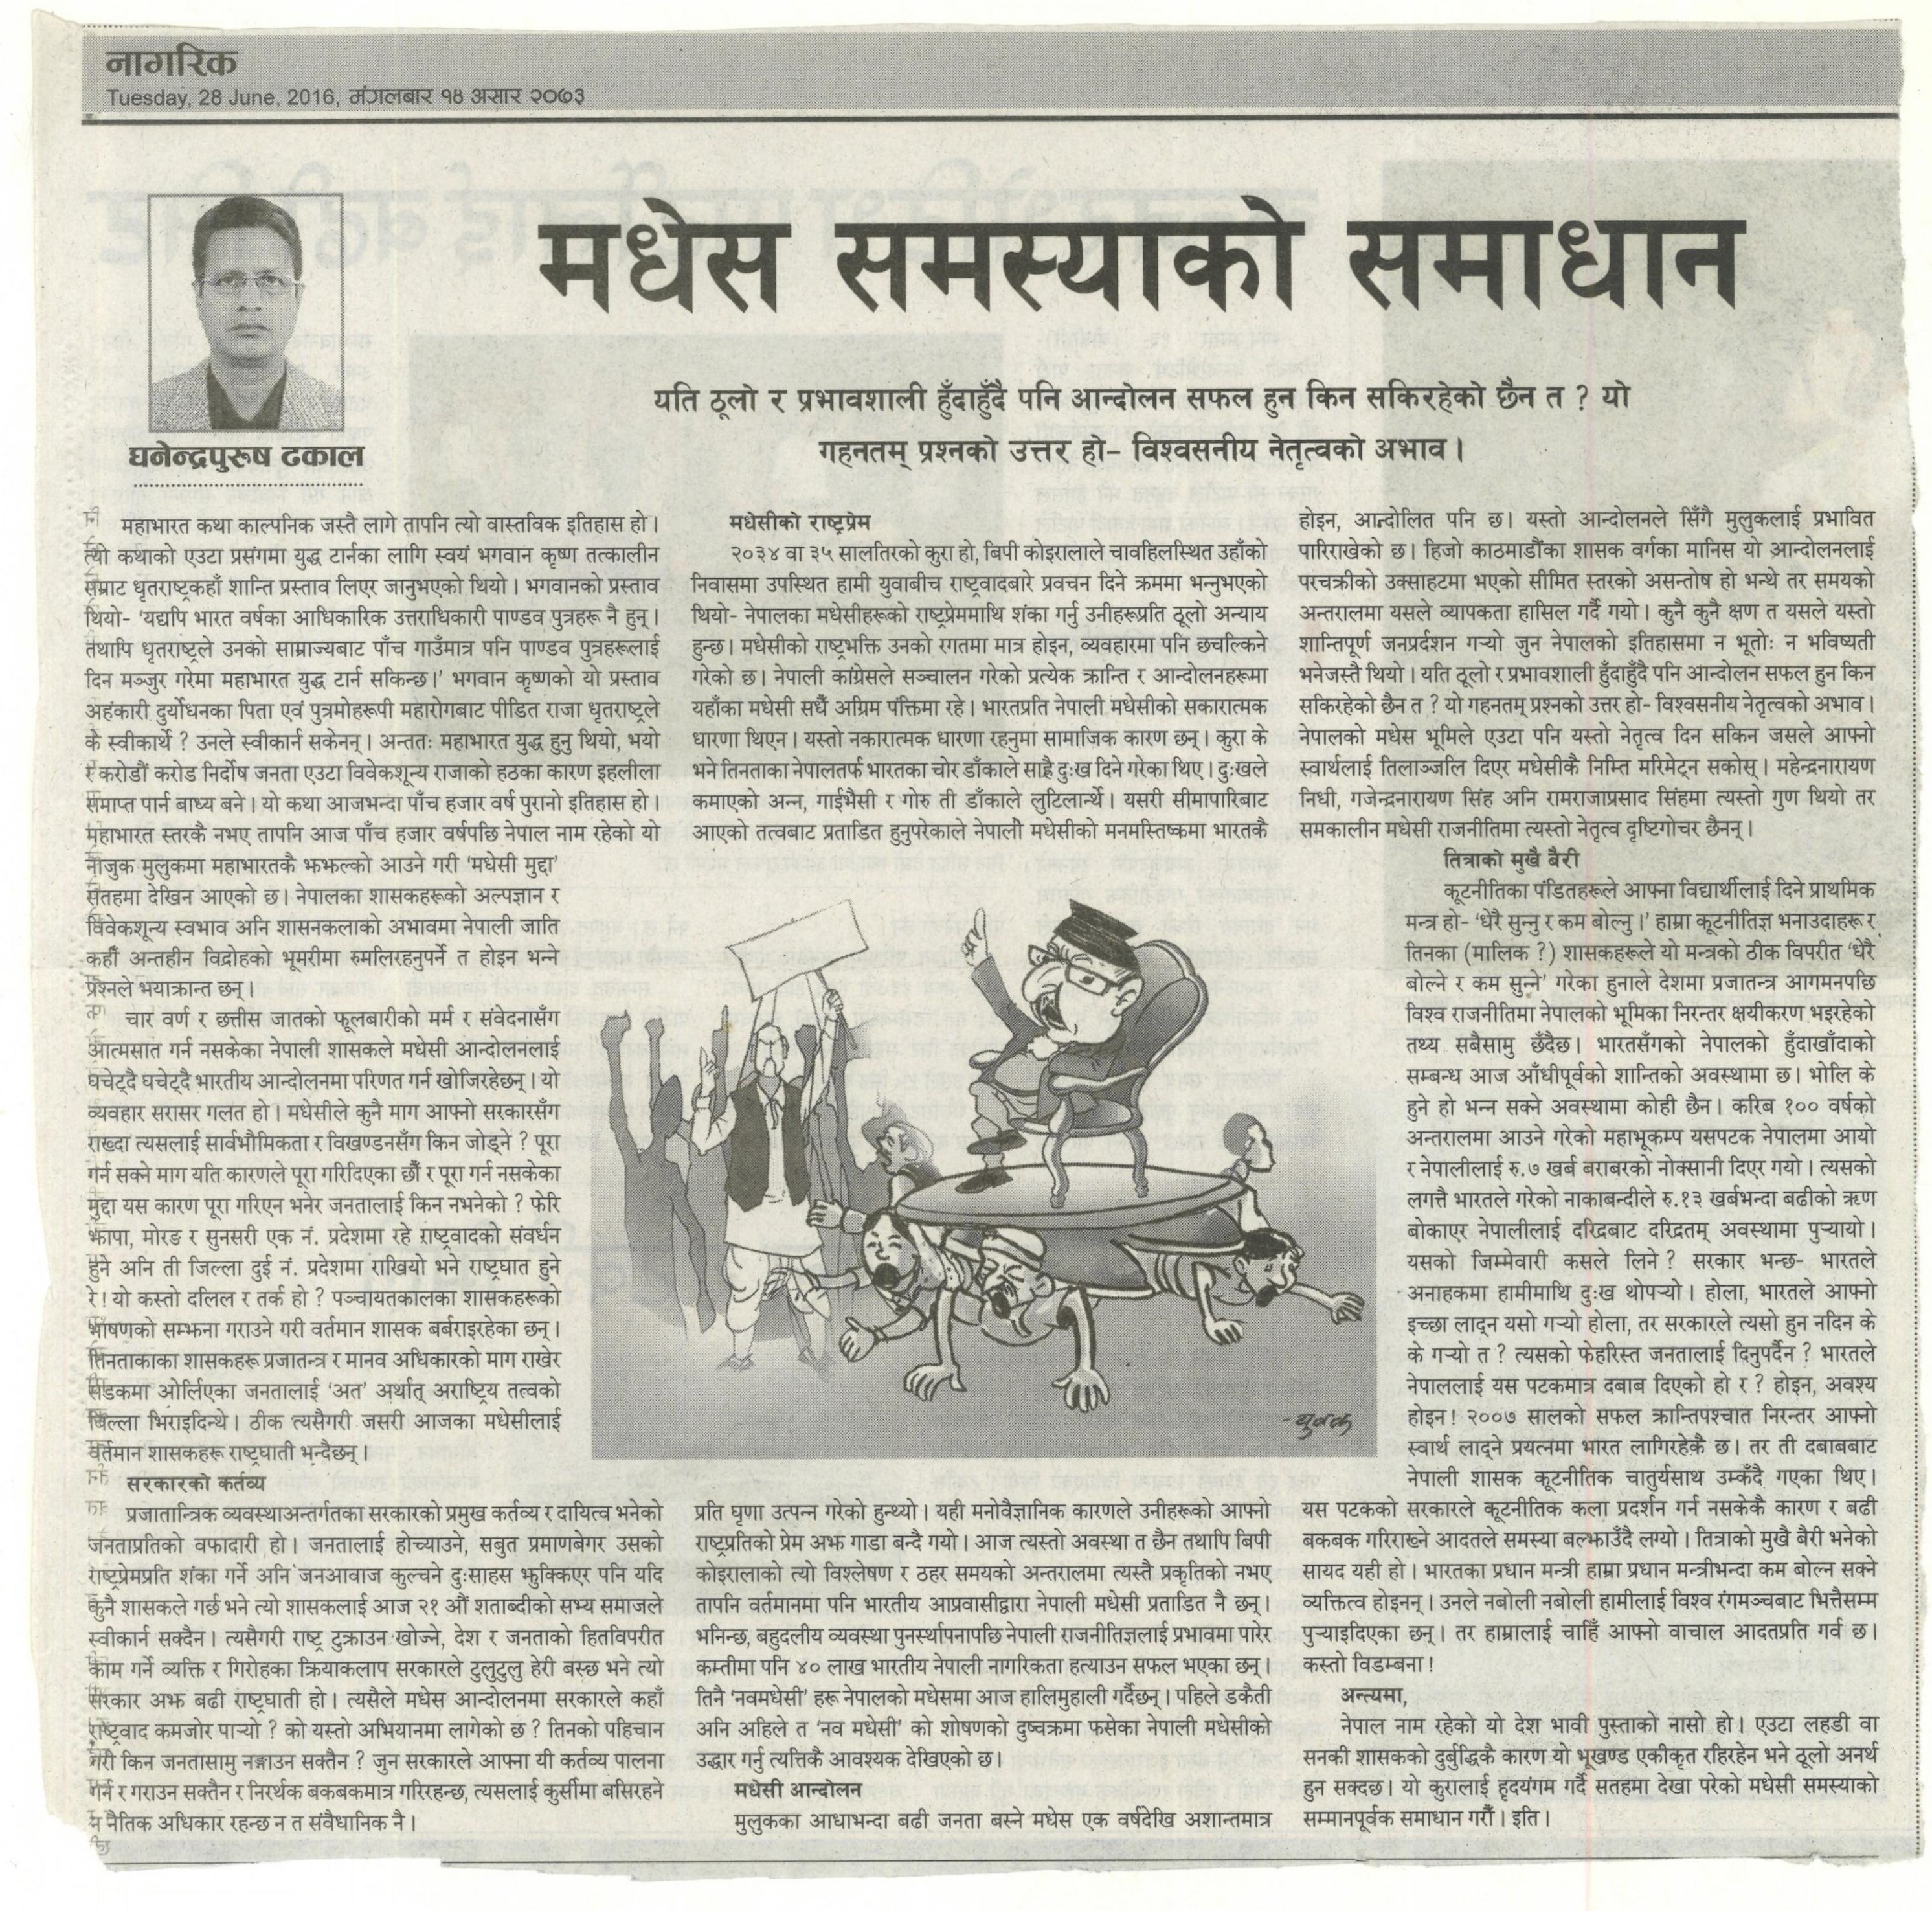 नागरिक
Tuesday, 28 June, 2016, मंगलबार १४ असार २०७३
मधेस समस्याको समाधान
यति ठूलो र प्रभावशाली हुँदाहुँदै पनि आन्दोलन सफल हुन किन सकिरहेको छैन त ? यो
गहनतम् प्रश्नको उत्तर हो- विश्वसनीय नेतृत्वको अभाव ।
घनेन्द्रपुरूष ढकाल
महाभारत कथा काल्पनिक जस्तै लागे तापनि त्यो वास्तविक इतिहास हो ।
त्यो कथाको एउटा प्रसंगमा युद्ध टार्नका लागि स्वयं भगवान कृष्ण तत्कालीन
सम्राट धृतराष्ट्रकहाँ शान्ति प्रस्ताव लिएर जानुभएको थियो । भगवानको प्रस्ताव
थियो- 'यद्यपि भारत वर्षका आधिकारिक उत्तराधिकारी पाण्डव पुत्रहरू नै हुन् ।
तथापि धृतराष्ट्रले उनको साम्राज्यबाट पाँच गाउँमात्र पनि पाण्डव पुत्रहरूलाई
दिन मञ्जुर गरेमा महाभारत युद्ध टार्न सकिन्छ ।' भगवान कृष्णको यो प्रस्ताव
अहंकारी दुर्योधनका पिता एवं पुत्रमोहरूपी महारोगबाट पीडित राजा धृतराष्ट्रले
के स्वीकार्थे ? उनले स्वीकार्न सकेनन् । अन्ततः महाभारत युद्ध हुनु थियो, भयो
र करोडौं करोड निर्दोष जनता एउटा विवेकशून्य राजाको हठका कारण इहलीला
समाप्त पार्न बाध्य बने । यो कथा आजभन्दा पाँच हजार वर्ष पुरानो इतिहास हो ।
महाभारत स्तरकै नभए तापनि आज पाँच हजार वर्षपछि नेपाल नाम रहेको यो
नाजुक मुलुकमा महाभारतकै झझल्को आउने गरी 'मधेसी मुद्दा'
सतहमा देखिन आएको छ । नेपालका शासकहरूको अल्पज्ञान र
विवेकशून्य स्वभाव अनि शासनकलाको अभावमा नेपाली जाति
कहीँ अन्तहीन विद्रोहको भूमरीमा रुमलिरहनुपर्ने त होइन भन्ने
प्रश्नले भयाक्रान्त छन् ।
चार वर्ण र छत्तीस जातको फूलबारीको मर्म र संवेदनासँग
आत्मसात गर्न नसकेका नेपाली शासकले मधेसी आन्दोलनलाई
घचेट्दै घचेट्दै भारतीय आन्दोलनमा परिणत गर्न खोजिरहेछन् । यो
व्यवहार सरासर गलत हो । मधेसीले कुनै माग आफ्नो सरकारसँग
राख्दा त्यसलाई सार्वभौमिकता र विखण्डनसँग किन जोड्ने ? पूरा
गर्न सक्ने माग यति कारणले पूरा गरिदिएका छौँ र पूरा गर्न नसकेका
मुद्दा यस कारण पूरा गरिएन भनेर जनतालाई किन नभनेको ? फेरि
झापा, मोरङ र सुनसरी एक नं. प्रदेशमा रहे राष्ट्रवादको संवर्धन
हुने अनि ती जिल्ला दुई नं. प्रदेशमा राखियो भने राष्ट्रघात हुने
रे ! यो कस्तो दलिल र तर्क हो ? पञ्चायतकालका शासकहरूको
भाषणको सम्झना गराउने गरी वर्तमान शासक बर्बराइरहेका छन् ।
तिनताकाका शासकहरू प्रजातन्त्र र मानव अधिकारको माग राखेर
सडकमा ओर्लिएका जनतालाई 'अत' अर्थात् अराष्ट्रिय तत्वको
बिल्ला भिराइदिन्थे । ठीक त्यसैगरी जसरी आजका मधेसीलाई
वर्तमान शासकहरू राष्ट्रघाती भन्दैछन् ।
सरकारको कर्तव्य
प्रजातान्त्रिक व्यवस्थाअन्तर्गतका सरकारको प्रमुख कर्तव्य र दायित्व भनेको
जनताप्रतिको वफादारी हो । जनतालाई होच्याउने, सबुत प्रमाणबेगर उसको
राष्ट्रप्रेमप्रति शंका गर्ने अनि जनआवाज कुल्चने दुःसाहस झुक्किएर पनि यदि
कुनै शासकले गर्छ भने त्यो शासकलाई आज २१ औं शताब्दीको सभ्य समाजले
स्वीकार्न सक्दैन । त्यसैगरी राष्ट्र टुक्राउन खोज्ने, देश र जनताको हितविपरीत
काम गर्ने व्यक्ति र गिरोहका क्रियाकलाप सरकारले टुलुटुलु हेरी बस्छ भने त्यो
सरकार अझ बढी राष्ट्रघाती हो । त्यसैले मधेस आन्दोलनमा सरकारले कहाँ
राष्ट्रवाद कमजोर पार्‍यो ? को यस्तो अभियानमा लागेको छ ? तिनको पहिचान
गरी किन जनतासामु नङ्गाउन सक्तैन ? जुन सरकारले आफ्ना यी कर्तव्य पालना
गर्न र गराउन सक्तैन र निरर्थक बकबकमात्र गरिरहन्छ, त्यसलाई कुर्सीमा बसिरहने
न नैतिक अधिकार रहन्छ न त संवैधानिक नै ।
मधेसीको राष्ट्रप्रेम
२०३४ वा ३५ सालतिरको कुरा हो, बिपी कोइरालाले चावहिलस्थित उहाँको
निवासमा उपस्थित हामी युवाबीच राष्ट्रवादबारे प्रवचन दिने क्रममा भन्नुभएको
थियो- नेपालका मधेसीहरूको राष्ट्रप्रेममाथि शंका गर्नु उनीहरूप्रति ठूलो अन्याय
हुन्छ । मधेसीको राष्ट्रभक्ति उनको रगतमा मात्र होइन, व्यवहारमा पनि छचल्किने
गरेको छ । नेपाली कांग्रेसले सञ्चालन गरेको प्रत्येक क्रान्ति र आन्दोलनहरूमा
यहाँका मधेसी सधैँ अग्रिम पंक्तिमा रहे । भारतप्रति नेपाली मधेसीको सकारात्मक
धारणा थिएन । यस्तो नकारात्मक धारणा रहनुमा सामाजिक कारण छन् । कुरा के
भने तिनताका नेपालतर्फ भारतका चोर डाँकाले साह्रै दुःख दिने गरेका थिए । दुःखले
कमाएको अन्न, गाईभैसी र गोरु ती डाँकाले लुटिलान्थेँ । यसरी सीमापारिबाट
आएको तत्वबाट प्रताडित हुनुपरेकाले नेपाली मधेसीको मनमस्तिष्कमा भारतकै
-युवक
प्रति घृणा उत्पन्न गरेको हुन्थ्यो । यही मनोवैज्ञानिक कारणले उनीहरूको आफ्नो
राष्ट्रप्रतिको प्रेम अझ गाडा बन्दै गयो । आज त्यस्तो अवस्था त छैन तथापि बिपी
कोइरालाको त्यो विश्लेषण र ठहर समयको अन्तरालमा त्यस्तै प्रकृतिको नभए
तापनि वर्तमानमा पनि भारतीय आप्रवासीद्वारा नेपाली मधेसी प्रताडित नै छन् ।
भनिन्छ, बहुदलीय व्यवस्था पुनर्स्थापनापछि नेपाली राजनीतिज्ञलाई प्रभावमा पारेर
कम्तीमा पनि ४० लाख भारतीय नेपाली नागरिकता हत्याउन सफल भएका छन् ।
तिनै 'नवमधेसी' हरू नेपालको मधेसमा आज हालिमुहाली गर्दैछन् । पहिले डकैती
अनि अहिले त 'नव मधेसी' को शोषणको दुष्चक्रमा फसेका नेपाली मधेसीको
उद्धार गर्नु त्यत्तिकै आवश्यक देखिएको छ ।
मधेसी आन्दोलन
मुलुकका आधाभन्दा बढी जनता बस्ने मधेस एक वर्षदेखि अशान्तमात्र
होइन, आन्दोलित पनि छ । यस्तो आन्दोलनले सिँगै मुलुकलाई प्रभावित
पारिराखेको छ । हिजो काठमाडौंका शासक वर्गका मानिस यो आन्दोलनलाई
परचक्रीको उक्साहटमा भएको सीमित स्तरको असन्तोष हो भन्थे तर समयको
अन्तरालमा यसले व्यापकता हासिल गर्दै गयो । कुनै कुनै क्षण त यसले यस्तो
शान्तिपूर्ण जनप्रदर्शन गर्‍यो जुन नेपालको इतिहासमा न भूतोः न भविष्यती
भनेजस्तै थियो । यति ठूलो र प्रभावशाली हुँदाहुँदै पनि आन्दोलन सफल हुन किन
सकिरहेको छैन त ? यो गहनतम् प्रश्नको उत्तर हो- विश्वसनीय नेतृत्वको अभाव ।
नेपालको मधेस भूमिले एउटा पनि यस्तो नेतृत्व दिन सकिन जसले आफ्नो
स्वार्थलाई तिलाञ्जलि दिएर मधेसीकै निम्ति मरिमेट्न सकोस् । महेन्द्रनारायण
निधी, गजेन्द्रनारायण सिंह अनि रामराजाप्रसाद सिंहमा त्यस्तो गुण थियो तर
समकालीन मधेसी राजनीतिमा त्यस्तो नेतृत्व दृष्टिगोचर छैनन् ।
तित्राको मुखै बैरी
कूटनीतिका पंडितहरूले आफ्ना विद्यार्थीलाई दिने प्राथमिक
मन्त्र हो- 'धेरै सुन्नु र कम बोल्नु ।' हाम्रा कूटनीतिज्ञ भनाउदाहरू र
तिनका (मालिक ?) शासकहरूले यो मन्त्रको ठीक विपरीत 'धेरै
बोल्ने र कम सुन्ने' गरेका हुनाले देशमा प्रजातन्त्र आगमनपछि
विश्व राजनीतिमा नेपालको भूमिका निरन्तर क्षयीकरण भइरहेको
तथ्य सबैसामु छँदैछ । भारतसँगको नेपालको हुँदाखाँदाको
सम्बन्ध आज आँधीपूर्वको शान्तिको अवस्थामा छ । भोलि के
हुने हो भन्न सक्ने अवस्थामा कोही छैन । करिब १०० वर्षको
अन्तरालमा आउने गरेको महाभूकम्प यसपटक नेपालमा आयो
र नेपालीलाई रु.७ खर्ब बराबरको नोक्सानी दिएर गयो । त्यसको
लगत्तै भारतले गरेको नाकाबन्दीले रु.१३ खर्बभन्दा बढीको ऋण
बोकाएर नेपालीलाई दरिद्रबाट दरिद्रतम् अवस्थामा पुर्‍यायो ।
यसको जिम्मेवारी कसले लिने ? सरकार भन्छ- भारतले
अनाहकमा हामीमाथि दुःख थोपर्‍यो । होला, भारतले आफ्नो
इच्छा लाद्न यसो गर्‍यो होला, तर सरकारले त्यसो हुन नदिन के
के गर्‍यो त ? त्यसको फेहरिस्त जनतालाई दिनुपर्दैन ? भारतले
नेपाललाई यस पटकमात्र दबाब दिएको हो र ? होइन, अवश्य
होइन ! २००७ सालको सफल क्रान्तिपश्चात निरन्तर आफ्नो
स्वार्थ लाद्ने प्रयत्नमा भारत लागिरहेकै छ । तर ती दबाबबाट
नेपाली शासक कूटनीतिक चातुर्यसाथ उम्कँदै गएका थिए ।
यस पटकको सरकारले कूटनीतिक कला प्रदर्शन गर्न नसकेकै कारण र बढी
बकबक गरिराख्ने आदतले समस्या बल्झाउँदै लग्यो । तित्राको मुखै बैरी भनेको
सायद यही हो । भारतका प्रधान मन्त्री हाम्रा प्रधान मन्त्रीभन्दा कम बोल्न सक्ने
व्यक्तित्व होइनन् । उनले नबोली नबोली हामीलाई विश्व रंगमञ्चबाट भित्तैसम्म
पुर्‍याइदिएका छन् । तर हाम्रालाई चाहिँ आफ्नो वाचाल आदतप्रति गर्व छ ।
कस्तो विडम्बना !
अन्त्यमा,
नेपाल नाम रहेको यो देश भावी पुस्ताको नासो हो । एउटा लहडी वा
सनकी शासकको दुर्बुद्धिकै कारण यो भूखण्ड एकीकृत रहिरहेन भने ठूलो अनर्थ
हुन सक्दछ । यो कुरालाई हृदयंगम गर्दै सतहमा देखा परेको मधेसी समस्याको
सम्मानपूर्वक समाधान गरौँ । इति ।